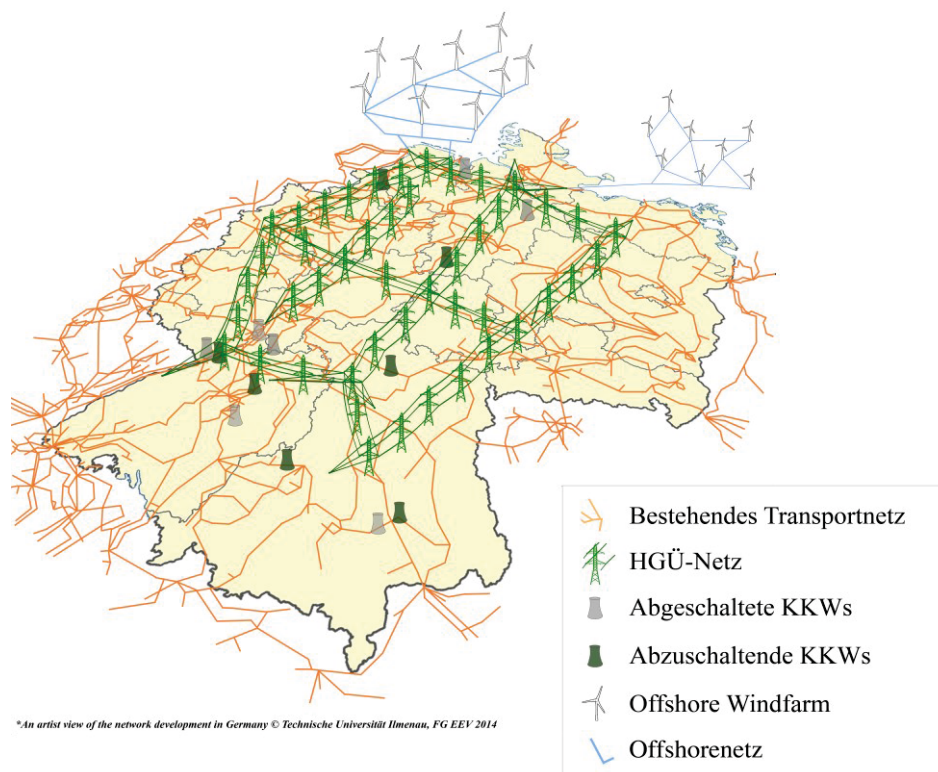 Bestehendes Transportnetz
HGÜ-Netz
Abgeschaltete KKWs
Abzuschaltende KKWs
Offshore Windfarm
Offshorenetz
*An artist view of the network development in Germany © Technische Universität Ilmenau, FG EEV 2014